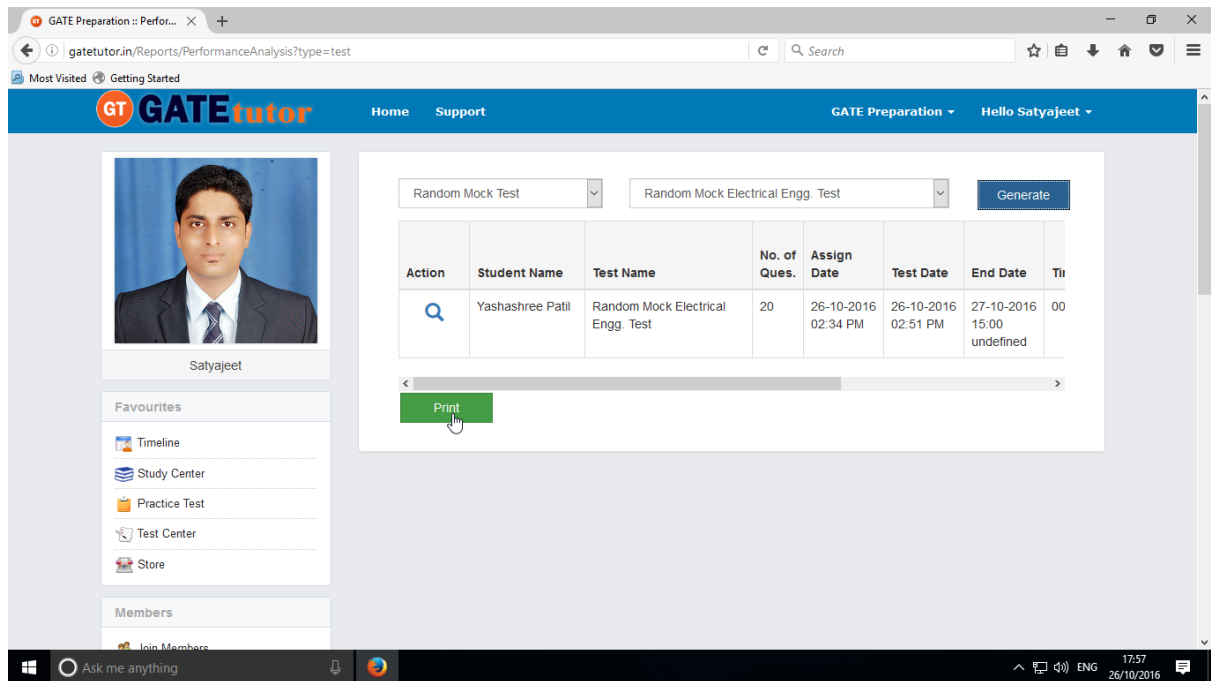 GATE Preparation :: Perfor...
gatetutor.in/Reports/PerformanceAnalysis?type=test
Search
Most Visited Getting Started
GT GATEtutor Home Support GATE Preparation Hello Satyajeet
Random Mock Test Random Mock Electrical Engg. Test Generate
Action Student Name Test Name No. of Ques. Assign Date Test Date End Date Tir
Yashashree Patil Random Mock Electrical Engg. Test 20 26-10-2016 02:34 PM 26-10-2016 02:51 PM 27-10-2016 15:00 undefined 00
Print
Satyajeet
Favourites
Timeline
Study Center
Practice Test
Test Center
Store
Members
Join Members
Ask me anything
ENG
17:57
26/10/2016